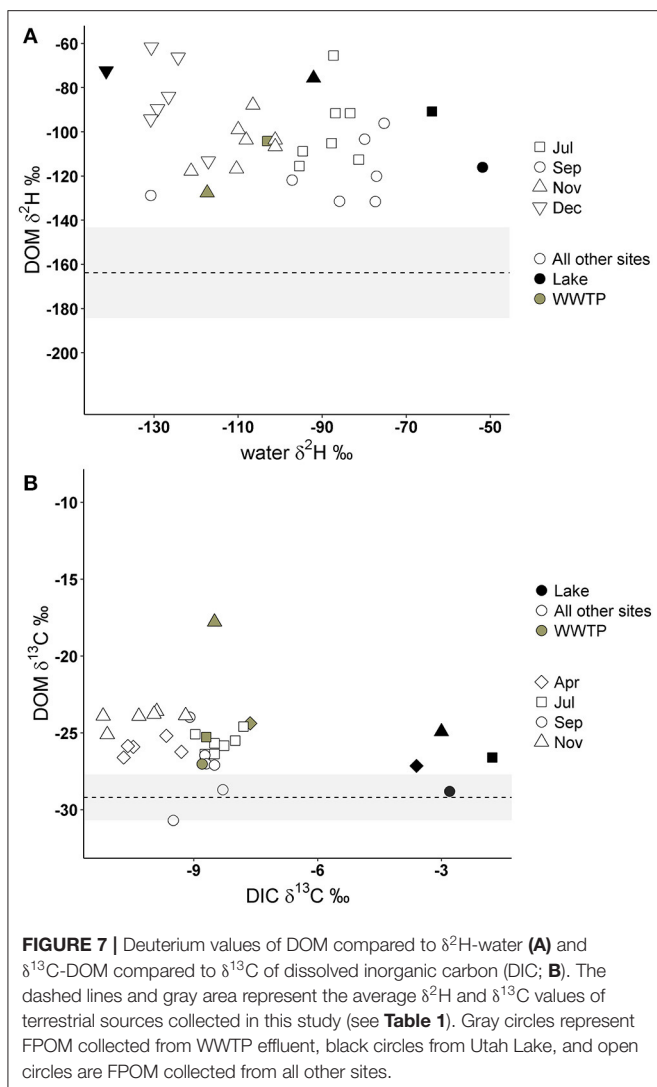 A
-60
-80
-100
-120
-140
-160
-180
-200
DOM δ²H ‰
-130 -110 -90 -70 -50
water δ²H ‰
Jul
Sep
Nov
Dec
All other sites
Lake
WWTP
B
-10
-15
-20
-25
-30
DOM δ¹³C ‰
-9 -6 -3
DIC δ¹³C ‰
Lake
All other sites
WWTP
Apr
Jul
Sep
Nov
FIGURE 7 | Deuterium values of DOM compared to δ²H-water (A) and
δ¹³C-DOM compared to δ¹³C of dissolved inorganic carbon (DIC; B). The
dashed lines and gray area represent the average δ²H and δ¹³C values of
terrestrial sources collected in this study (see Table 1). Gray circles represent
FPOM collected from WWTP effluent, black circles from Utah Lake, and open
circles are FPOM collected from all other sites.